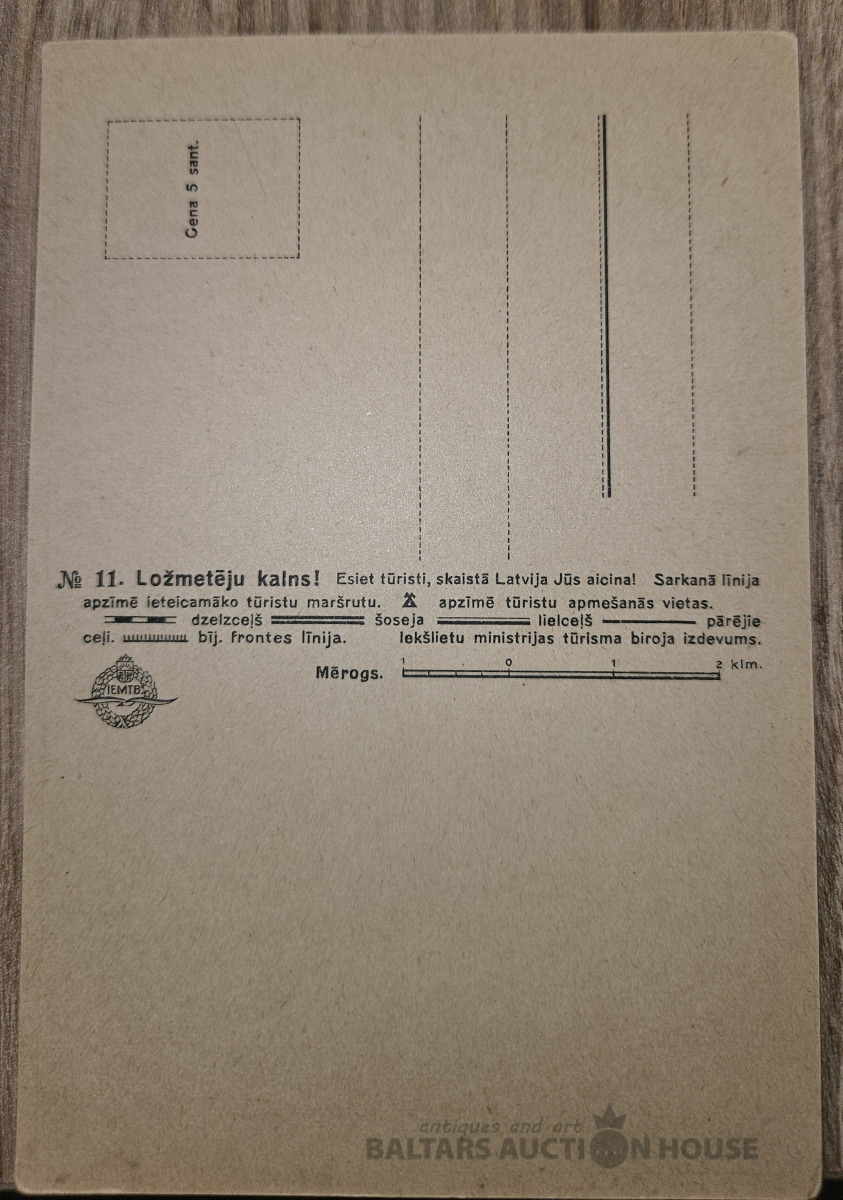 Cena 5 sant.
№ 11. Ložmetēju kalns! Esiet tūristi, skaistā Latvija Jūs aicina! Sarkanā līnija
apzīmē ieteicamāko tūristu maršrutu. apzīmē tūristu apmešanās vietas.
dzelzceļš šoseja lielceļš pārējie
ceļi. bij. frontes līnija. Iekšlietu ministrijas tūrisma biroja izdevums.
IEMTB
Mērogs. 1 0 1 2 klm.
antiques and art
BALTARS AUCTION HOUSE